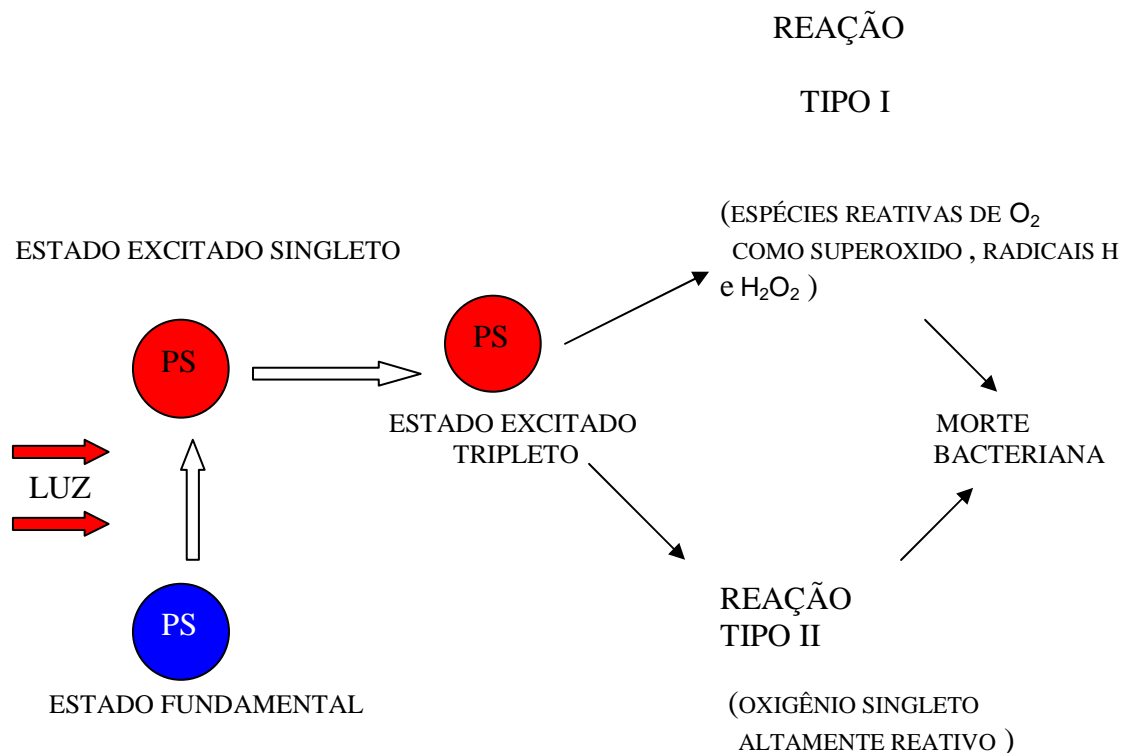 REAÇÃO
TIPO I
(ESPÉCIES REATIVAS DE O₂
COMO SUPEROXIDO , RADICAIS H
e H₂O₂ )
ESTADO EXCITADO SINGLETO
PS
PS
ESTADO EXCITADO
TRIPLETO
MORTE
BACTERIANA
LUZ
PS
ESTADO FUNDAMENTAL
REAÇÃO
TIPO II
(OXIGÊNIO SINGLETO
ALTAMENTE REATIVO )